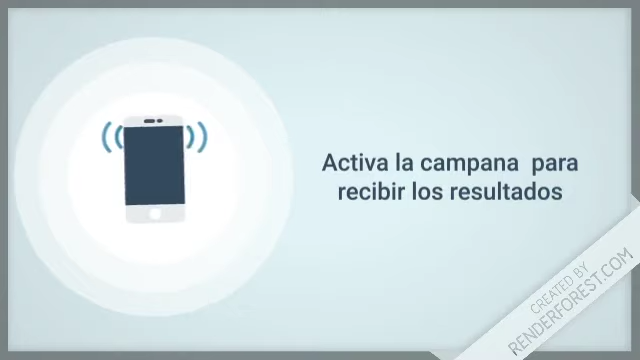 Activa la campana  para
recibir los resultados
CREATED BY
RENDERFOREST.COM